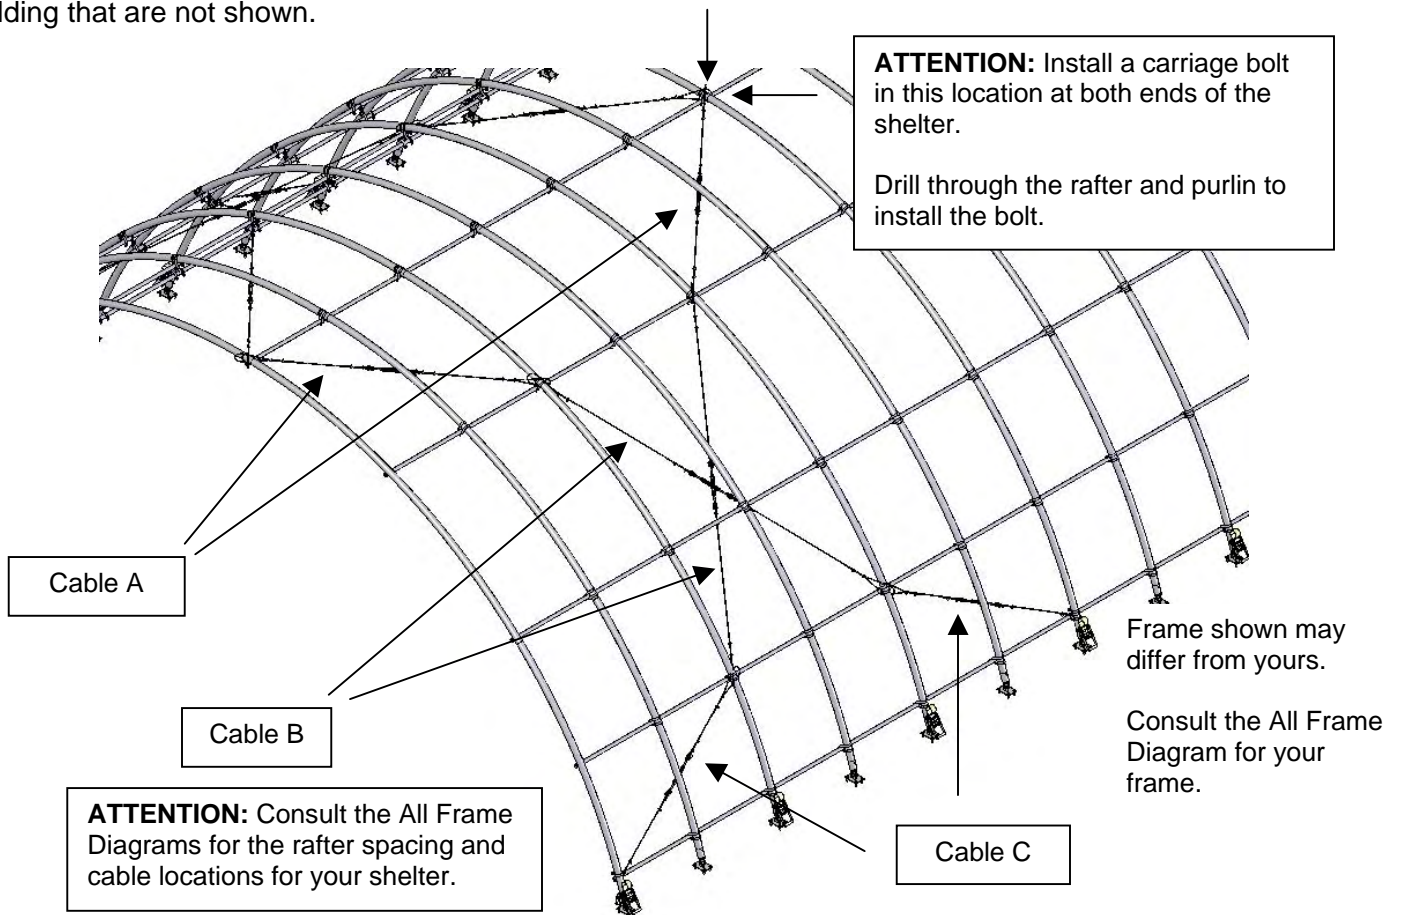 lding that are not shown.
ATTENTION: Install a carriage bolt
in this location at both ends of the
shelter.
Drill through the rafter and purlin to
install the bolt.
Cable A
Cable B
ATTENTION: Consult the All Frame
Diagrams for the rafter spacing and
cable locations for your shelter.
Cable C
Frame shown may
differ from yours.
Consult the All Frame
Diagram for your
frame.